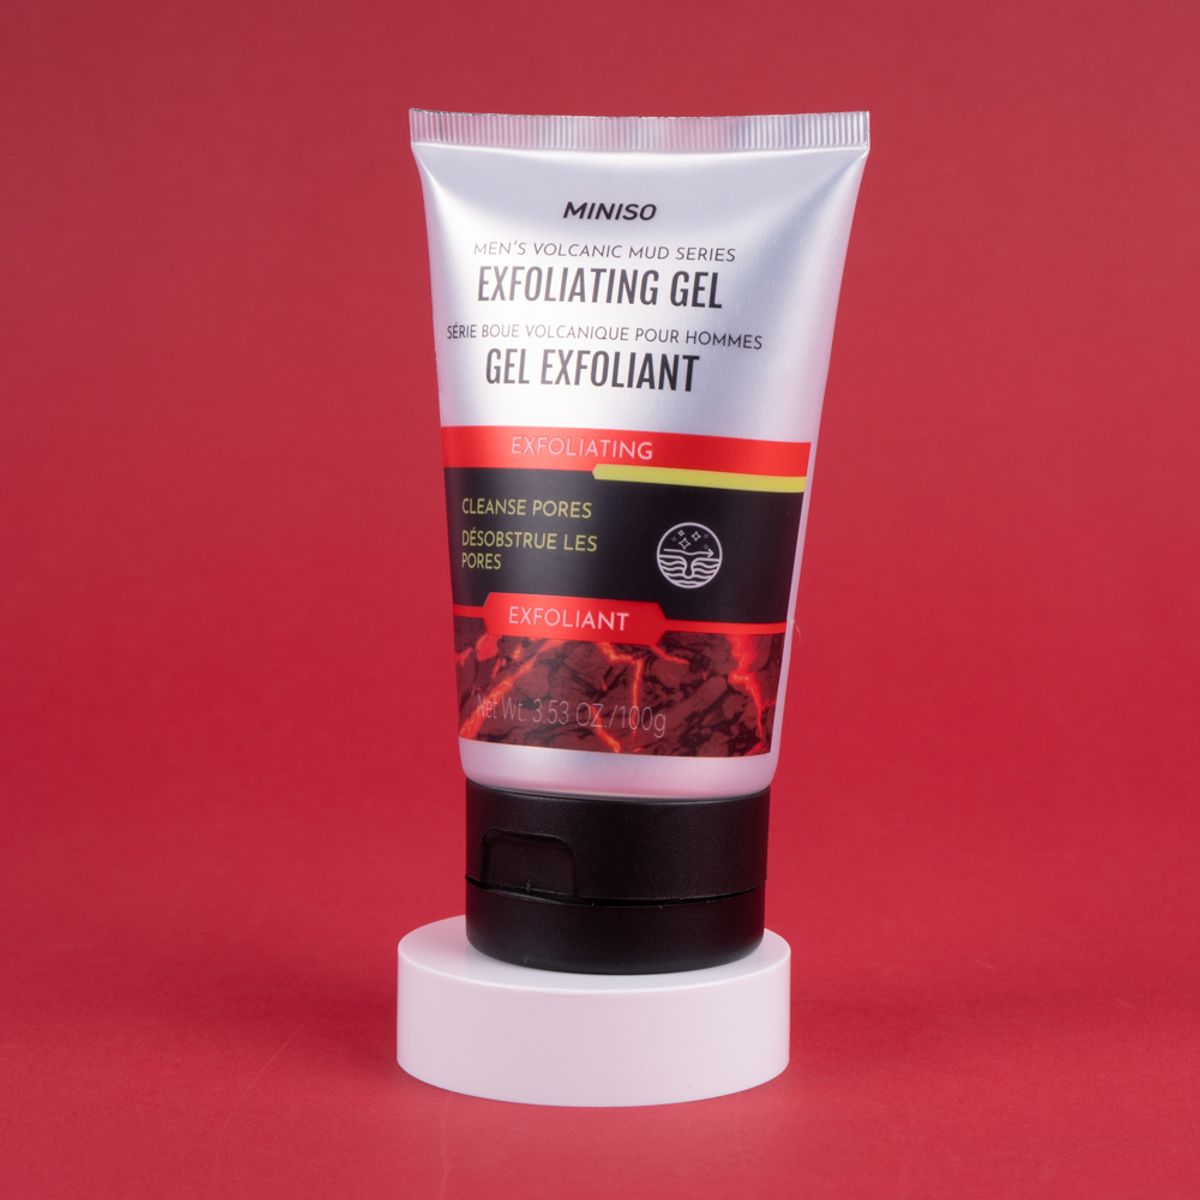 MINISO
MEN'S VOLCANIC MUD SERIES
EXFOLIATING GEL
SÉRIE BOUE VOLCANIQUE POUR HOMMES
GEL EXFOLIANT
EXFOLIATING
CLEANSE PORES
DÉSOBSTRUE LES
PORES
EXFOLIANT
Net Wt. 3.53 OZ./100g